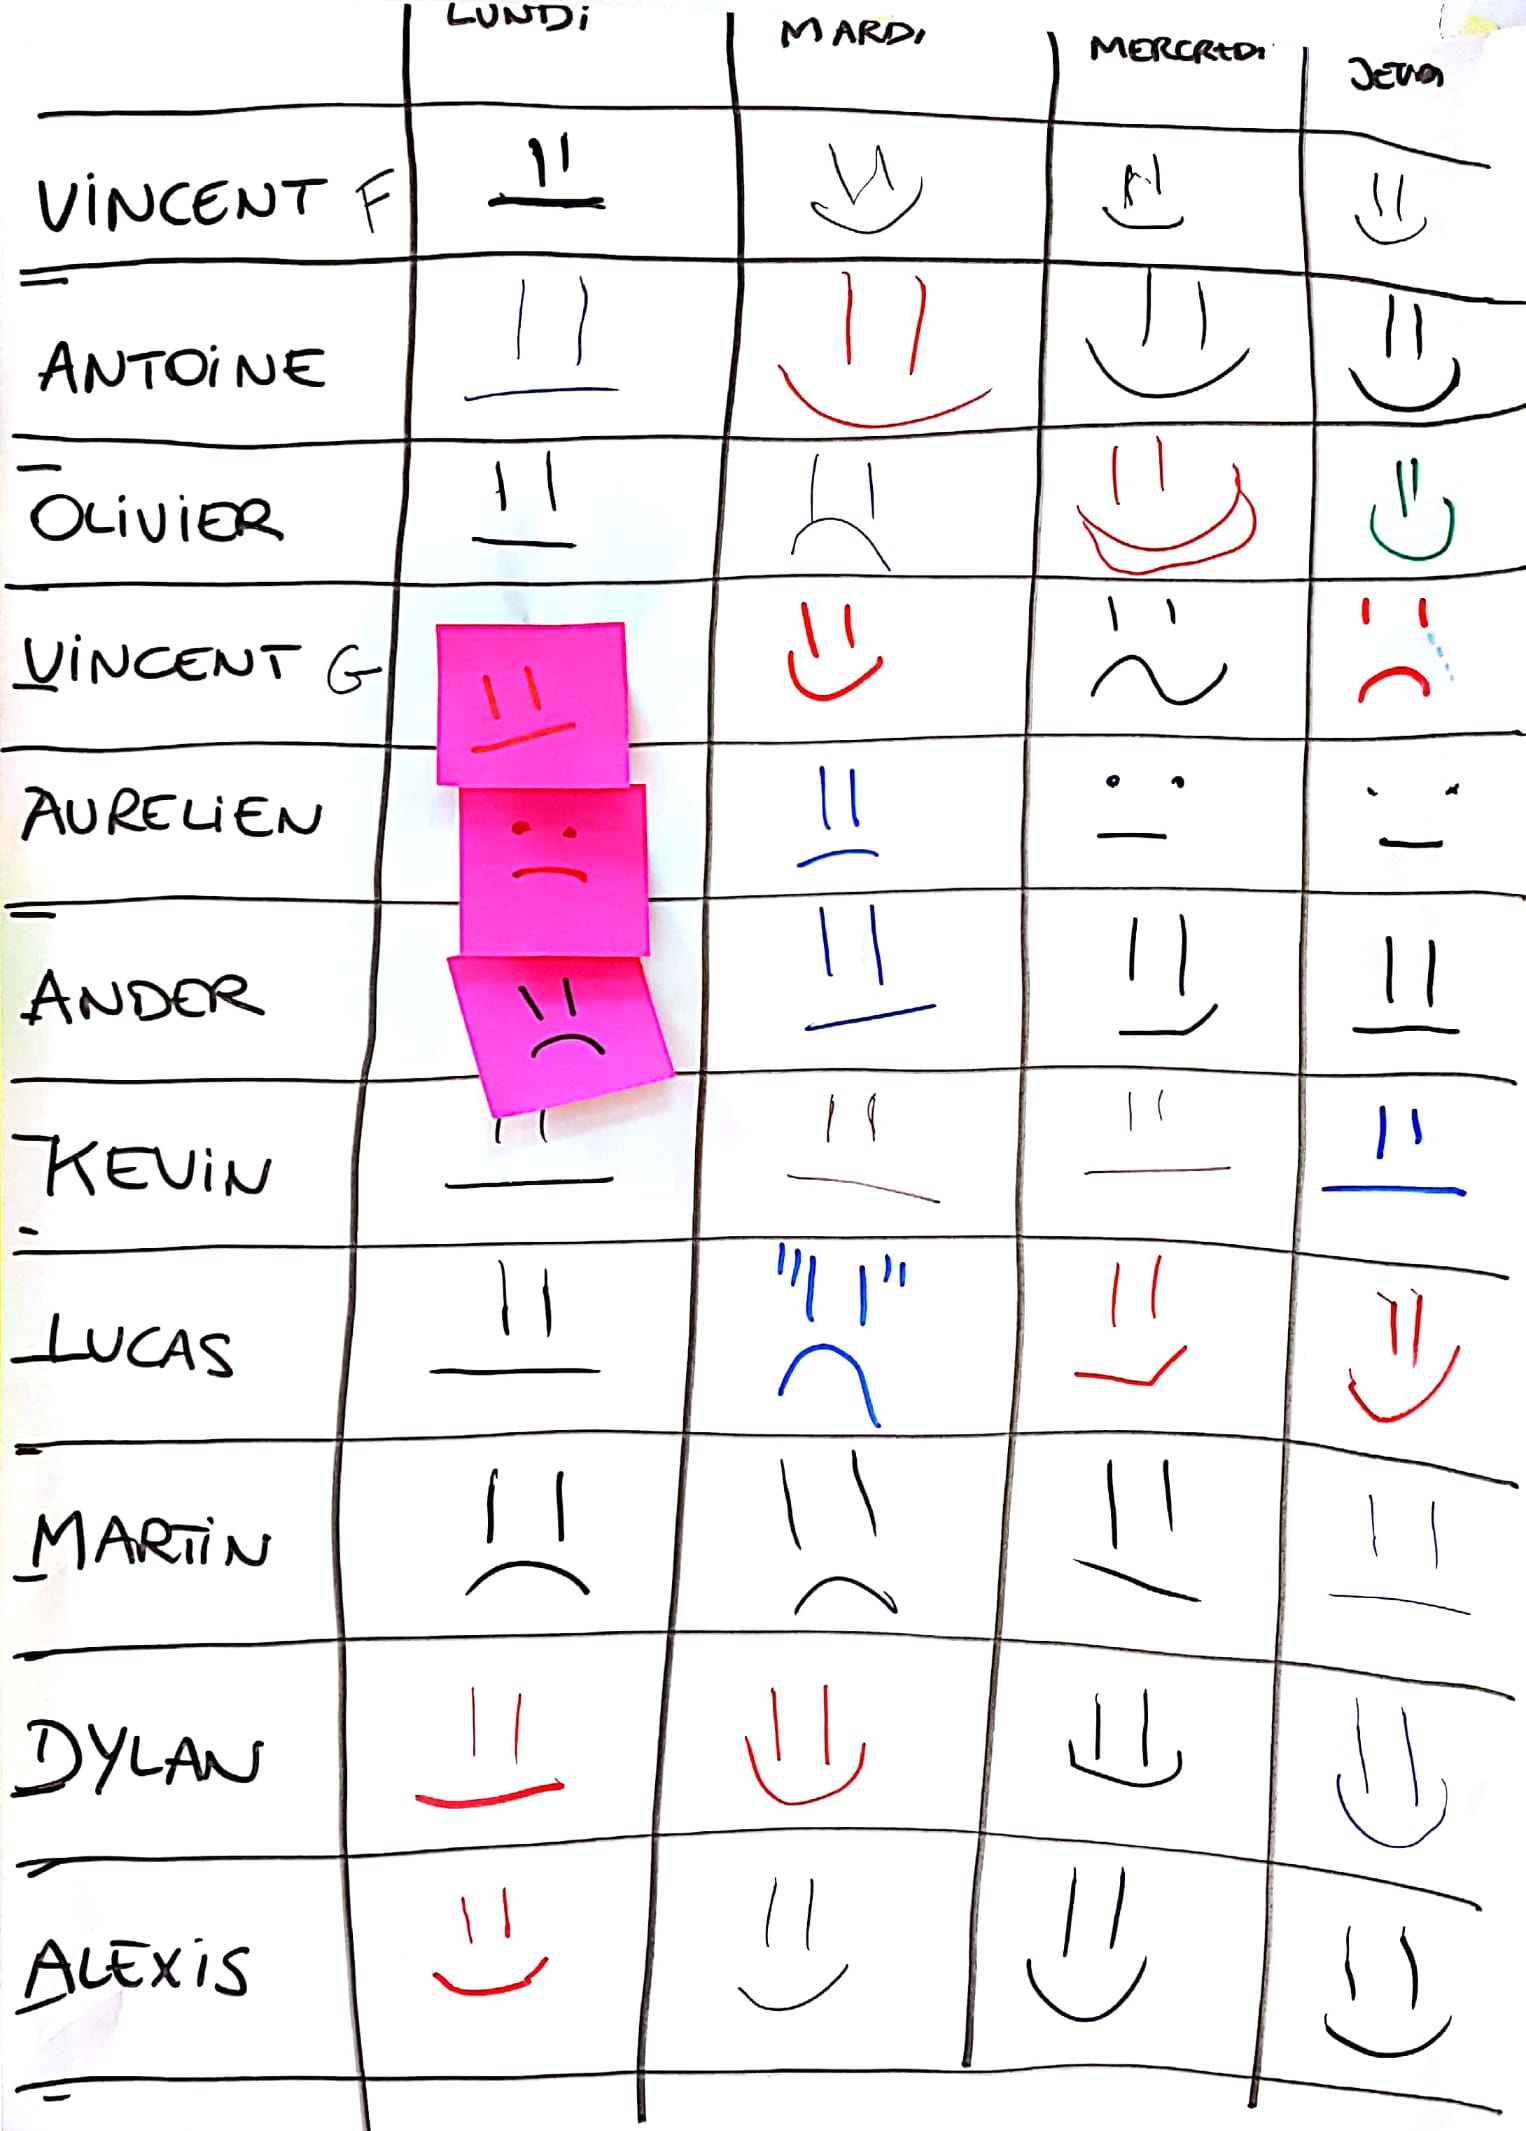 LUNDi
MARDi
MERCREDi
JEUDi
ViNCENT F
ANTOiNE
OLiViER
ViNCENT G
AURELiEN
ANDER
KEViN
LUCAS
MARTiN
DYLAN
ALEXiS